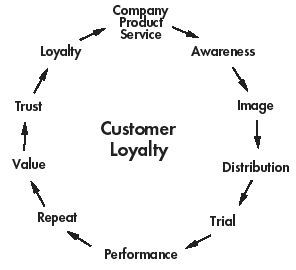 Company
Product
Service
Awareness
Image
Distribution
Trial
Performance
Repeat
Value
Trust
Loyalty
Customer
Loyalty